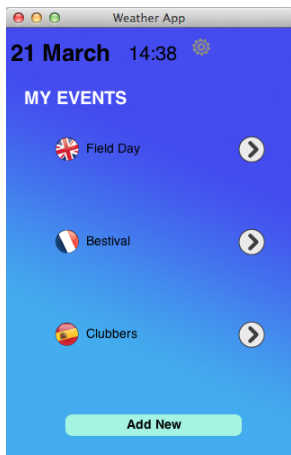 Weather App
21 March 14:38
MY EVENTS
Field Day
Bestival
Clubbers
Add New